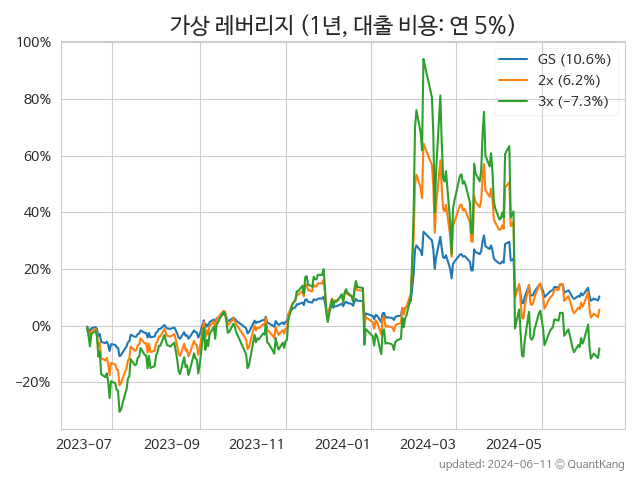 가상 레버리지 (1년, 대출 비용: 연 5%)
100%
80%
60%
40%
20%
0%
−20%
GS (10.6%)
2x (6.2%)
3x (−7.3%)
2023-07
2023-09
2023-11
2024-01
2024-03
2024-05
updated: 2024-06-11 © QuantKang